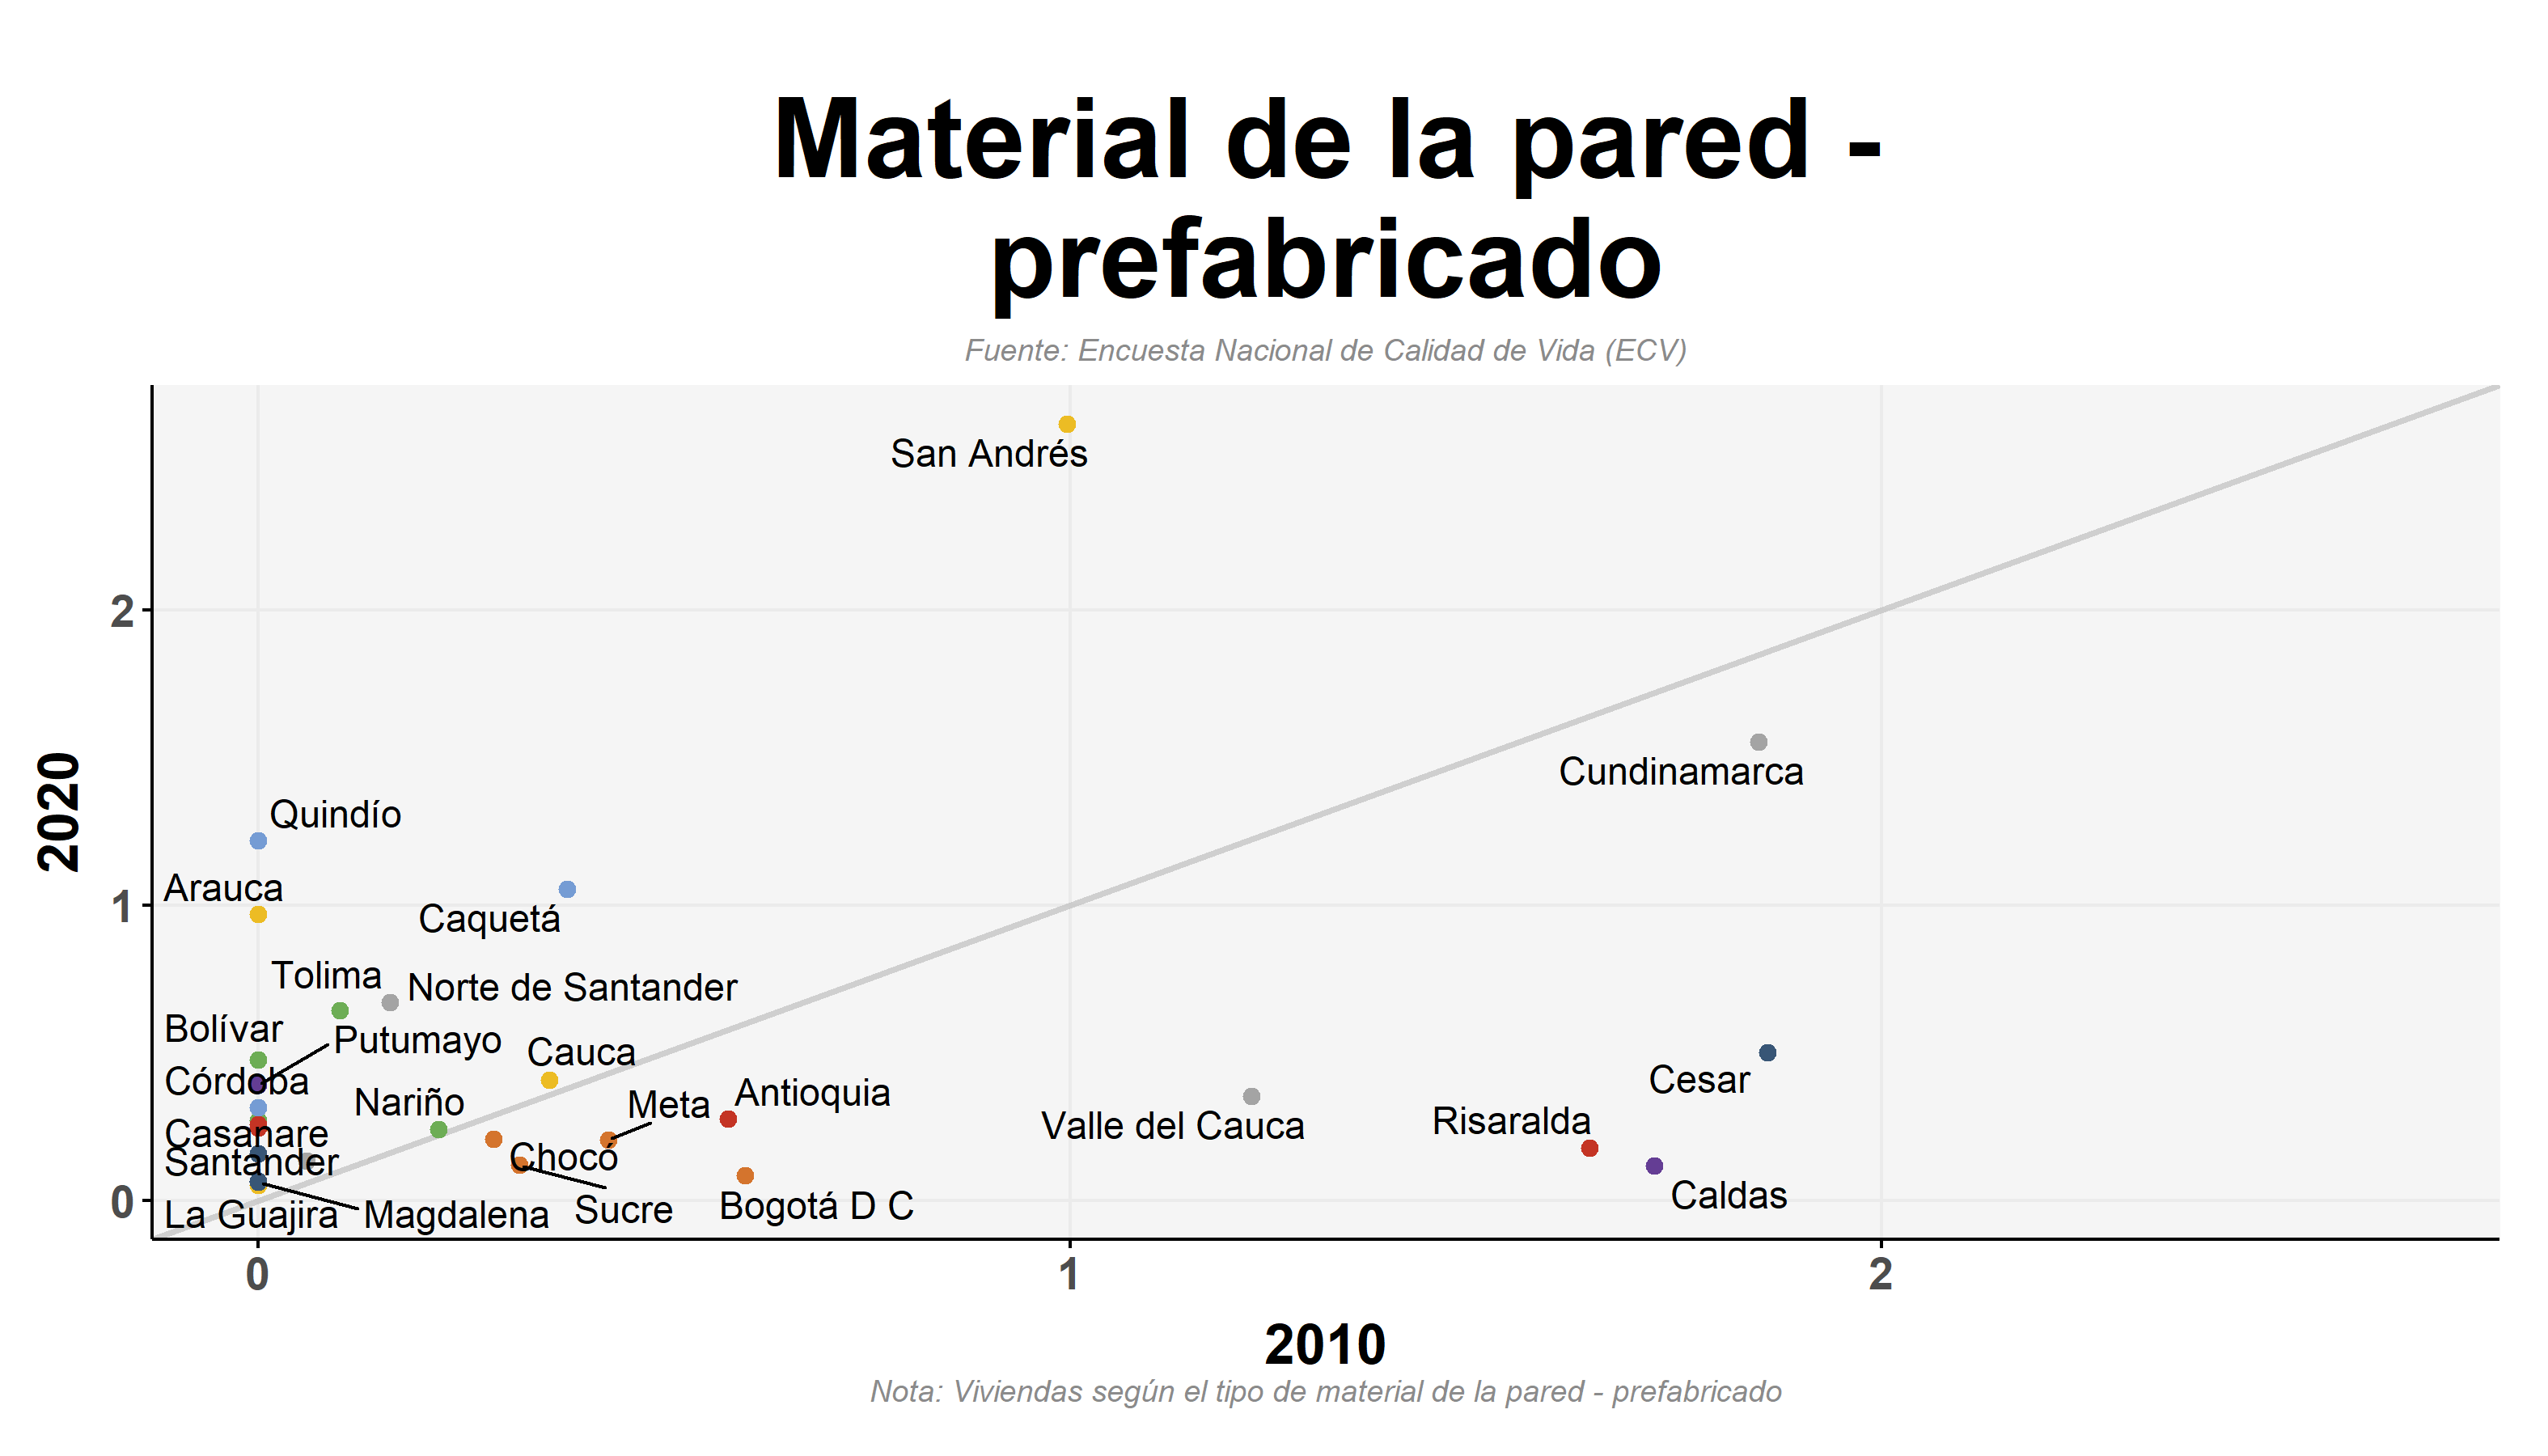 Material de la pared -
prefabricado
Fuente: Encuesta Nacional de Calidad de Vida (ECV)
San Andrés
2
Cundinamarca
2020
Quindío
Arauca
1
Caquetá
Tolima
Norte de Santander
Bolívar
Putumayo
Cauca
Córdoba
Cesar
Nariño
Meta
Antioquia
Valle del Cauca
Risaralda
Casanare
Chocó
Santander
Caldas
0
La Guajira
Magdalena
Sucre
Bogotá D C
0
1
2
2010
Nota: Viviendas según el tipo de material de la pared - prefabricado